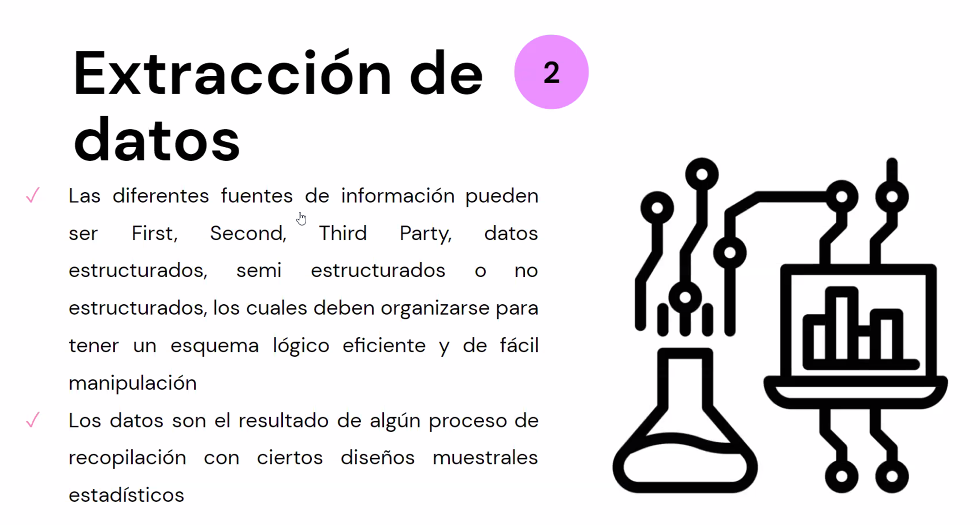 Extracción de
2
datos
Las diferentes fuentes de información pueden
ser First, Second, Third Party, datos
estructurados, semi estructurados o no
estructurados, los cuales deben organizarse para
tener un esquema lógico eficiente y de fácil
manipulación
Los datos son el resultado de algún proceso de
recopilación con ciertos diseños muestrales
estadísticos